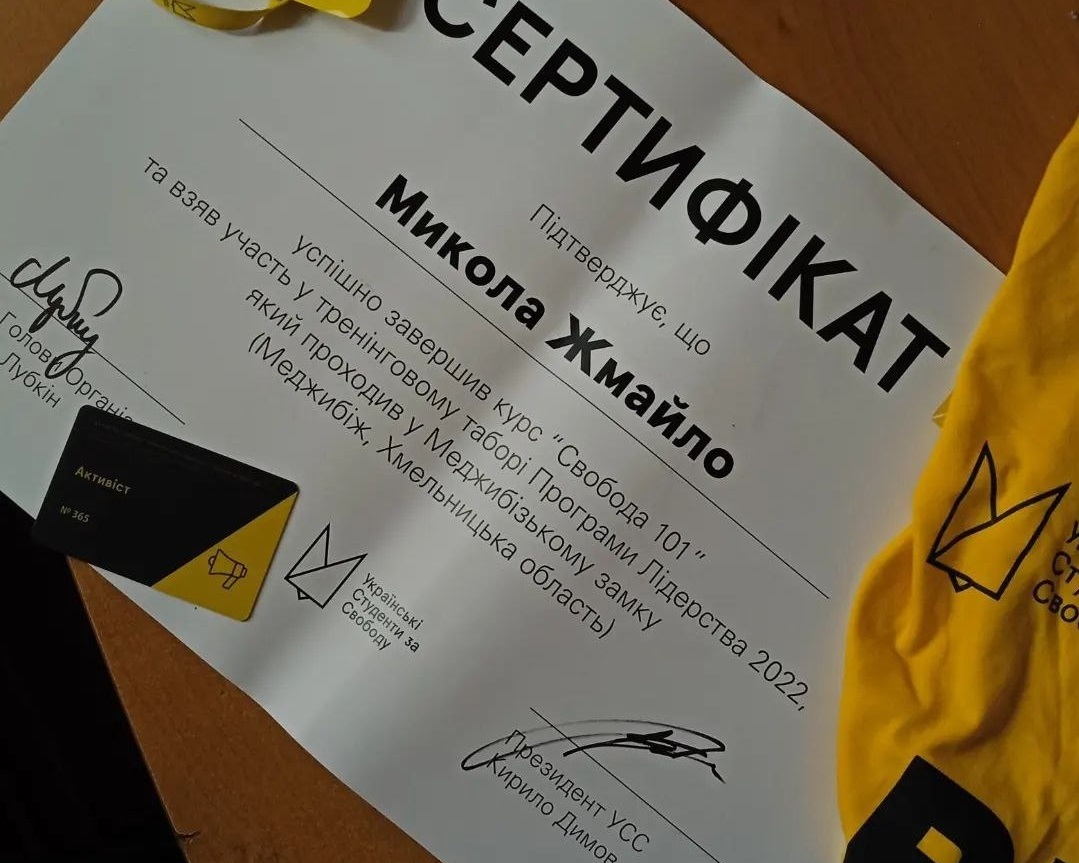 СЕРТИФІКАТ
Підтверджує, що
Микола Жмайло
успішно завершив курс “Свобода 101”
та взяв участь у тренінговому таборі Програми Лідерства 2022,
який проходив у Меджибізькому замку
(Меджибіж, Хмельницька область)
Голова
Лубкін
Активіст
№ 365
Українські
Студенти за
Свободу
Президент УСС
Кирило Димов